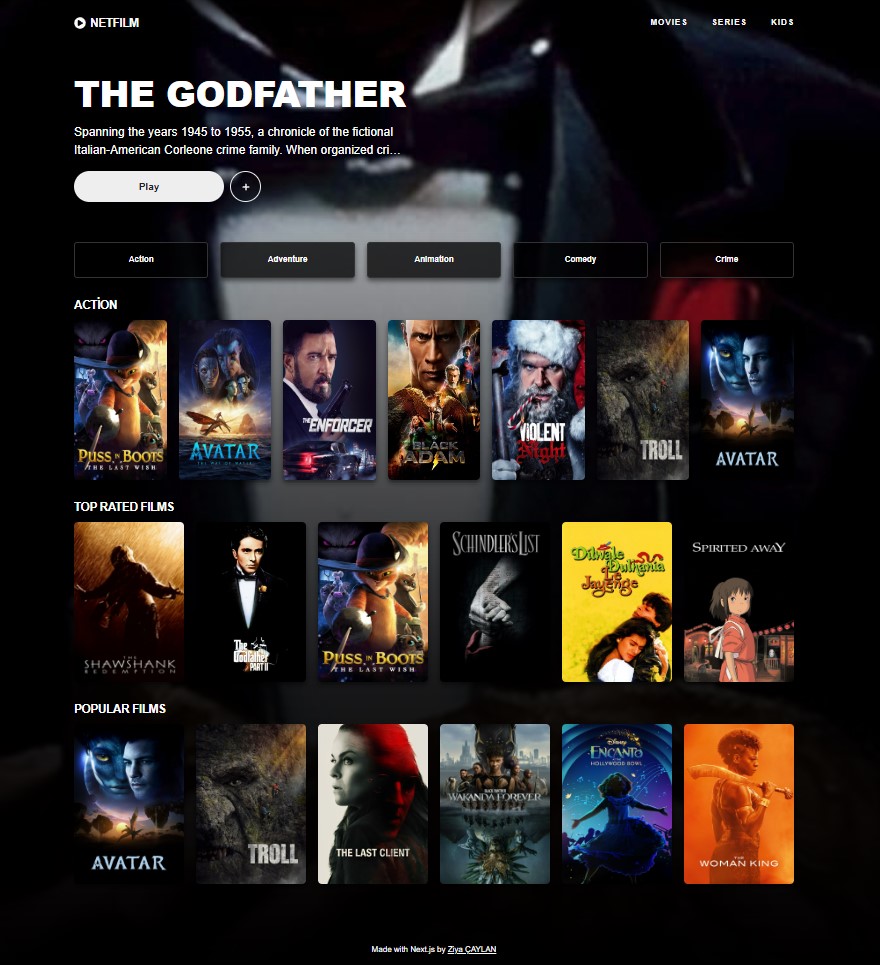 NETFILM
MOVIES SERIES KIDS
THE GODFATHER
Spanning the years 1945 to 1955, a chronicle of the fictional
Italian-American Corleone crime family. When organized cri...
Play +
Action Adventure Animation Comedy Crime
ACTİON
PUSS IN BOOTS
THE LAST WISH
AVATAR
THE WAY OF WATER
THE ENFORCER
BLACK
ADAM
VIOLENT
Night
TROLL
AVATAR
TOP RATED FILMS
THE
SHAWSHANK
REDEMPTION
The
Godfather
PART II
PUSS IN BOOTS
THE LAST WISH
SCHINDLER'S LIST
Dilwale
Dulhania
Le
Jayenge
SPIRITED AWAY
POPULAR FILMS
AVATAR
TROLL
THE LAST CLIENT
BLACK PANTHER
WAKANDA FOREVER
Disney
ENCANTO
HOLLYWOOD BOWL
THE
WOMAN KING
Made with Next.js by Ziya ÇAYLAN